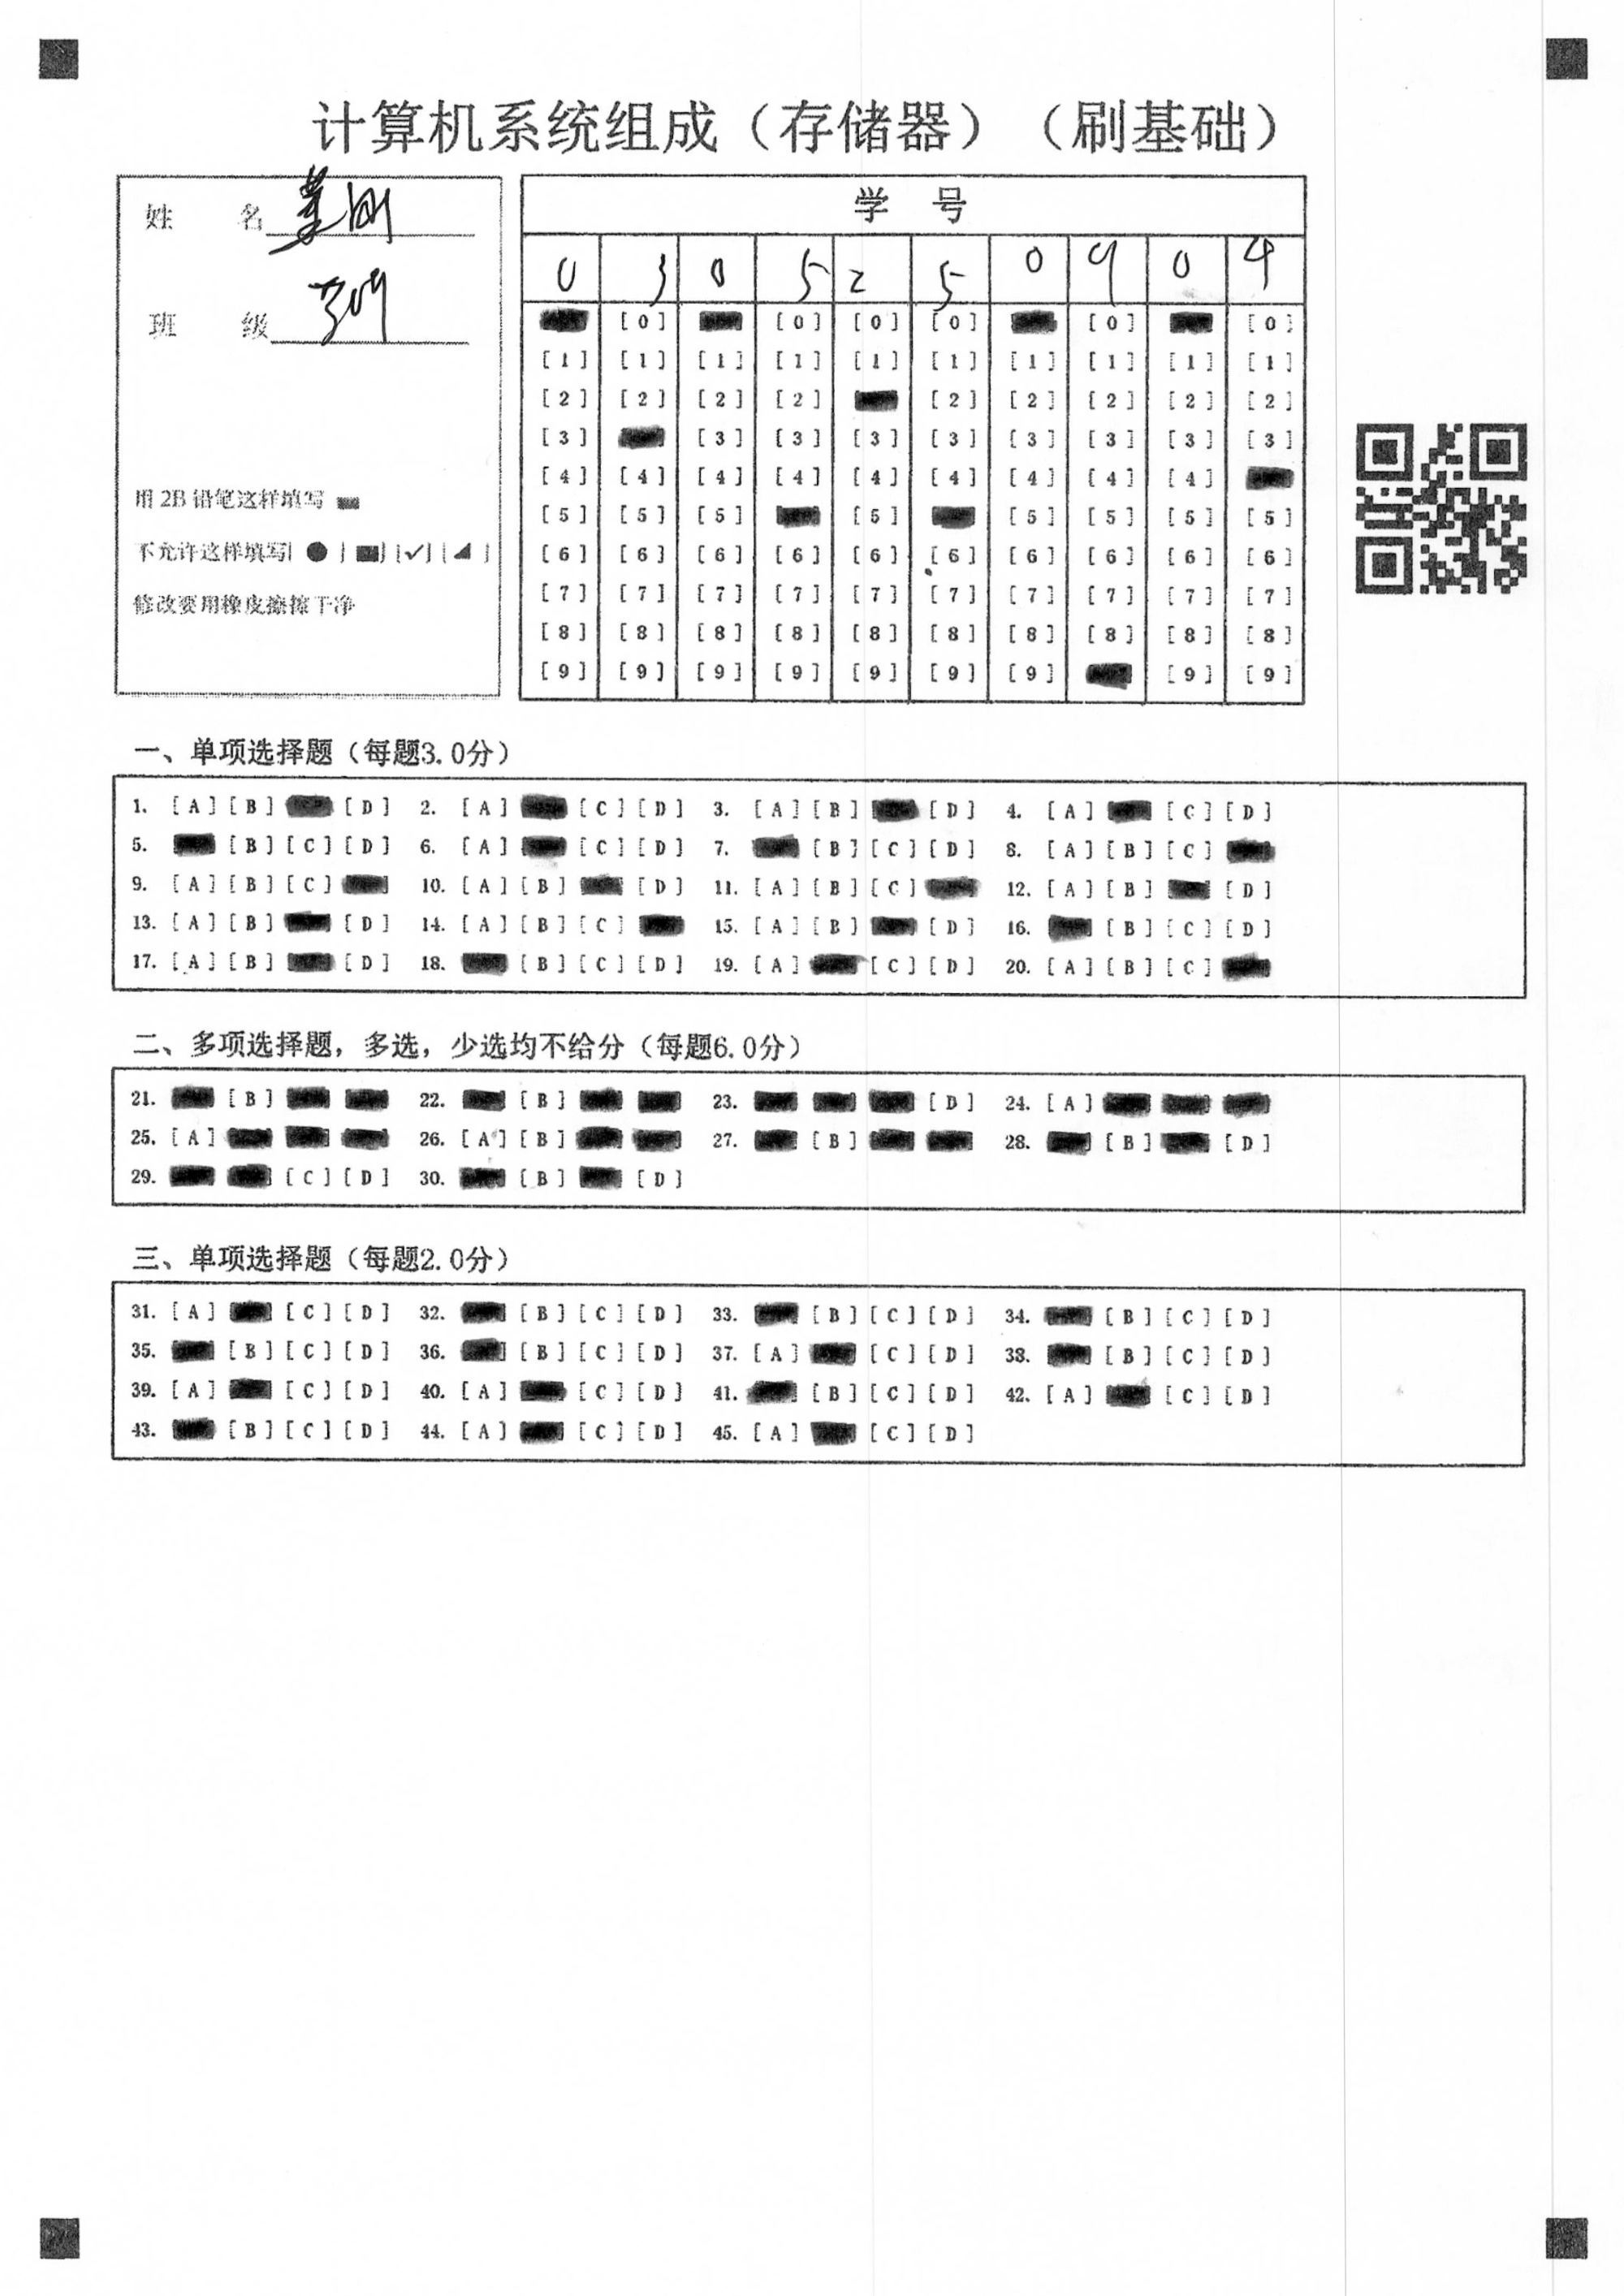 计算机系统组成（存储器）（刷基础）
姓 名
班 级 309
用 2B 铅笔这样填写
不允许这样填写[ ● ] [ ] [✓] [ ]
修改要用橡皮擦擦干净
学 号
0 3 0 5 2 5 0 9 0 4
[0] [0] [0] [0] [0] [0]
[1] [1] [1] [1] [1] [1] [1] [1] [1] [1]
[2] [2] [2] [2] [2] [2] [2] [2] [2]
[3] [3] [3] [3] [3] [3] [3] [3] [3]
[4] [4] [4] [4] [4] [4] [4] [4] [4]
[5] [5] [5] [5] [5] [5] [5] [5]
[6] [6] [6] [6] [6] [6] [6] [6] [6] [6]
[7] [7] [7] [7] [7] [7] [7] [7] [7] [7]
[8] [8] [8] [8] [8] [8] [8] [8] [8] [8]
[9] [9] [9] [9] [9] [9] [9] [9] [9]
一、单项选择题（每题3.0分）
1. [A] [B] [D] 2. [A] [C] [D] 3. [A] [B] [D] 4. [A] [C] [D]
5. [B] [C] [D] 6. [A] [C] [D] 7. [B] [C] [D] 8. [A] [B] [C]
9. [A] [B] [C] 10. [A] [B] [D] 11. [A] [B] [C] 12. [A] [B] [D]
13. [A] [B] [D] 14. [A] [B] [C] 15. [A] [B] [D] 16. [B] [C] [D]
17. [A] [B] [D] 18. [B] [C] [D] 19. [A] [C] [D] 20. [A] [B] [C]
二、多项选择题，多选，少选均不给分（每题6.0分）
21. [B] 22. [B] 23. [D] 24. [A]
25. [A] 26. [A] [B] 27. [B] 28. [B] [D]
29. [C] [D] 30. [B] [D]
三、单项选择题（每题2.0分）
31. [A] [C] [D] 32. [B] [C] [D] 33. [B] [C] [D] 34. [B] [C] [D]
35. [B] [C] [D] 36. [B] [C] [D] 37. [A] [C] [D] 38. [B] [C] [D]
39. [A] [C] [D] 40. [A] [C] [D] 41. [B] [C] [D] 42. [A] [C] [D]
43. [B] [C] [D] 44. [A] [C] [D] 45. [A] [C] [D]